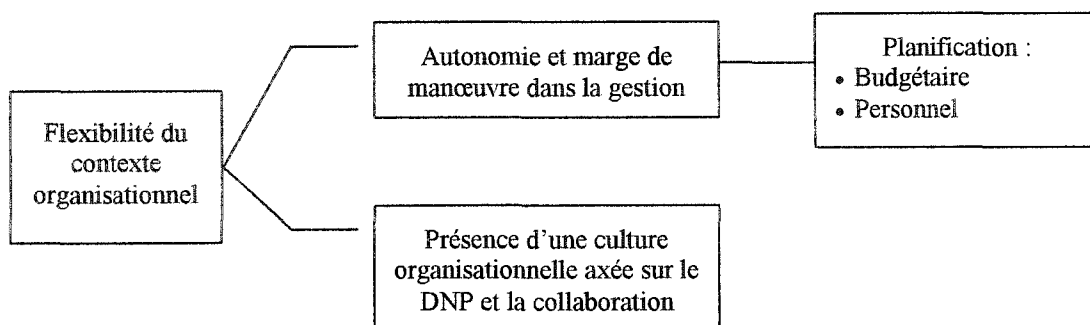 Flexibilité du
contexte
organisationnel
Autonomie et marge de
manœuvre dans la gestion
Planification :
• Budgétaire
• Personnel
Présence d'une culture
organisationnelle axée sur le
DNP et la collaboration